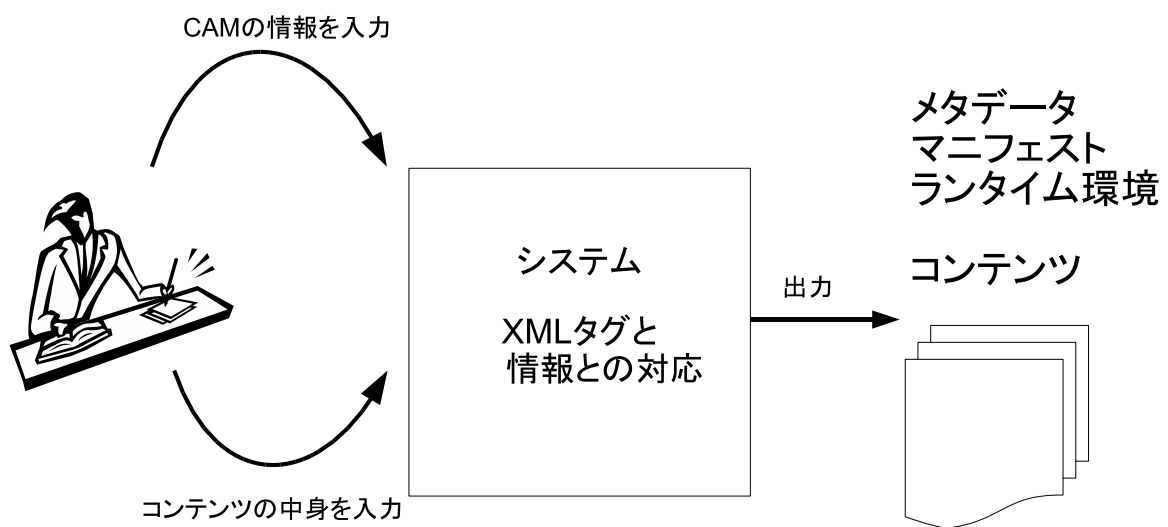 CAMの情報を入力
メタデータ
マニフェスト
ランタイム環境
システム
コンテンツ
出力
XMLタグと
情報との対応
コンテンツの中身を入力